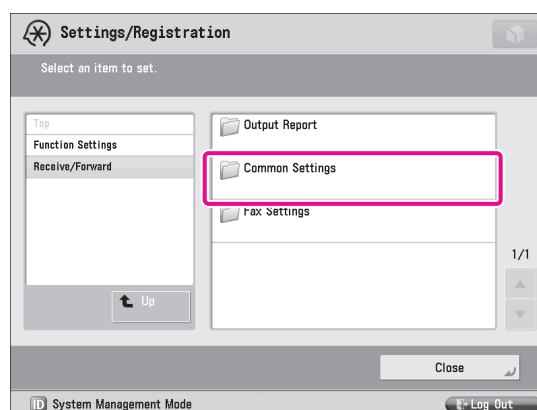 Settings/Registration
Select an item to set.
Top
Function Settings
Receive/Forward
Up
Output Report
Common Settings
Fax Settings
1/1
Close
ID System Management Mode
Log Out